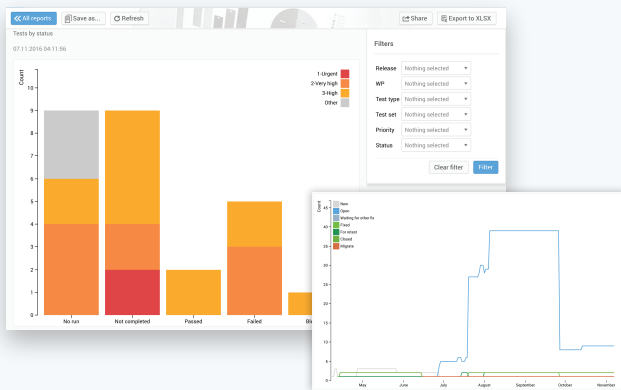 All reports Save as... Refresh Share Export to XLSX
Tests by status
07.11.2016 04:11:56
Filters
Release Nothing selected
WP Nothing selected
Test type Nothing selected
Test set Nothing selected
Priority Nothing selected
Status Nothing selected
Clear filter Filter
Count
1-Urgent
2-Very high
3-High
Other
10
9
8
7
6
5
4
3
2
1
0
No run Not completed Passed Failed Bl
Count
New
Open
Waiting for other fix
Fixed
For retest
Closed
Migrate
45
40
35
30
25
20
15
10
5
0
May June July August September October November